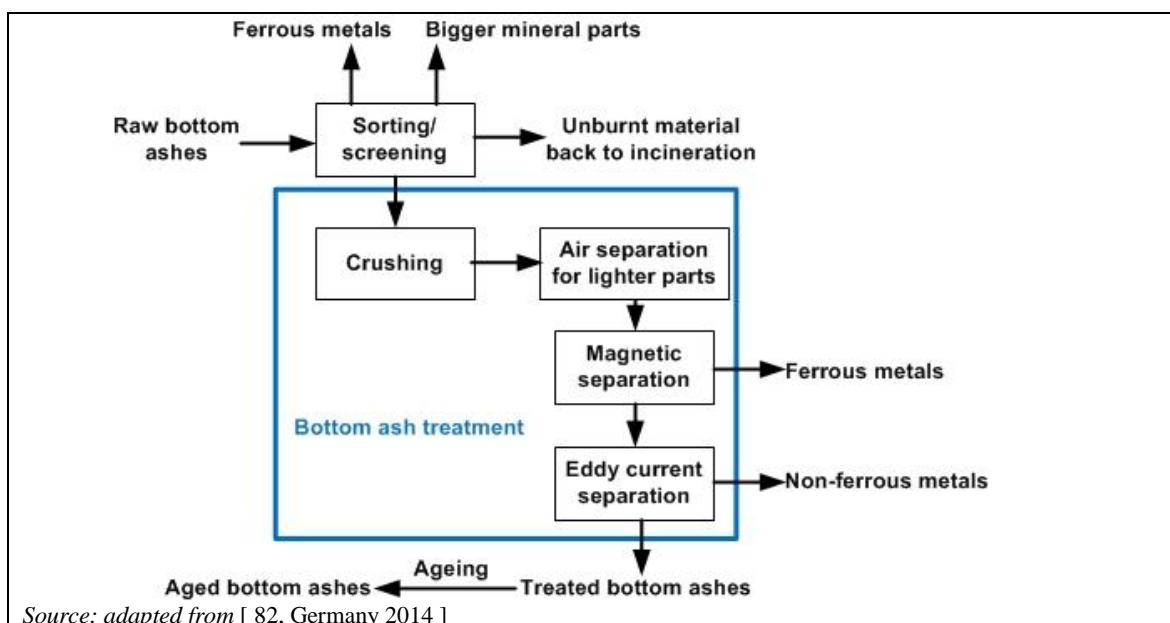 Ferrous metals
Bigger mineral parts
Raw bottom
ashes
Sorting/
screening
Unburnt material
back to incineration
Crushing
Air separation
for lighter parts
Magnetic
separation
Ferrous metals
Bottom ash treatment
Eddy current
separation
Non-ferrous metals
Aged bottom ashes
Ageing
Treated bottom ashes
Source: adapted from [ 82, Germany 2014 ]